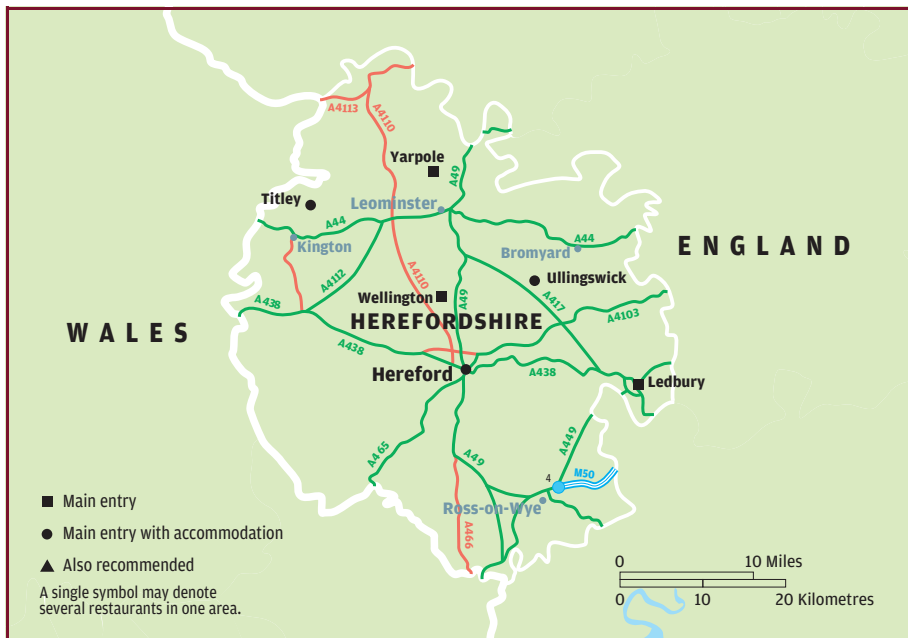 A4113
A4110
Yarpole
A49
Titley
Leominster
A44
Kington
Bromyard
A44
ENGLAND
A4112
A4110
Ullingswick
A438
Wellington
A49
A417
WALES
HEREFORDSHIRE
A4103
A438
Hereford
A438
Ledbury
A465
A49
A449
4
M50
Ross-on-Wye
A466
Main entry
Main entry with accommodation
Also recommended
A single symbol may denote
several restaurants in one area.
0 10 Miles
0 10 20 Kilometres